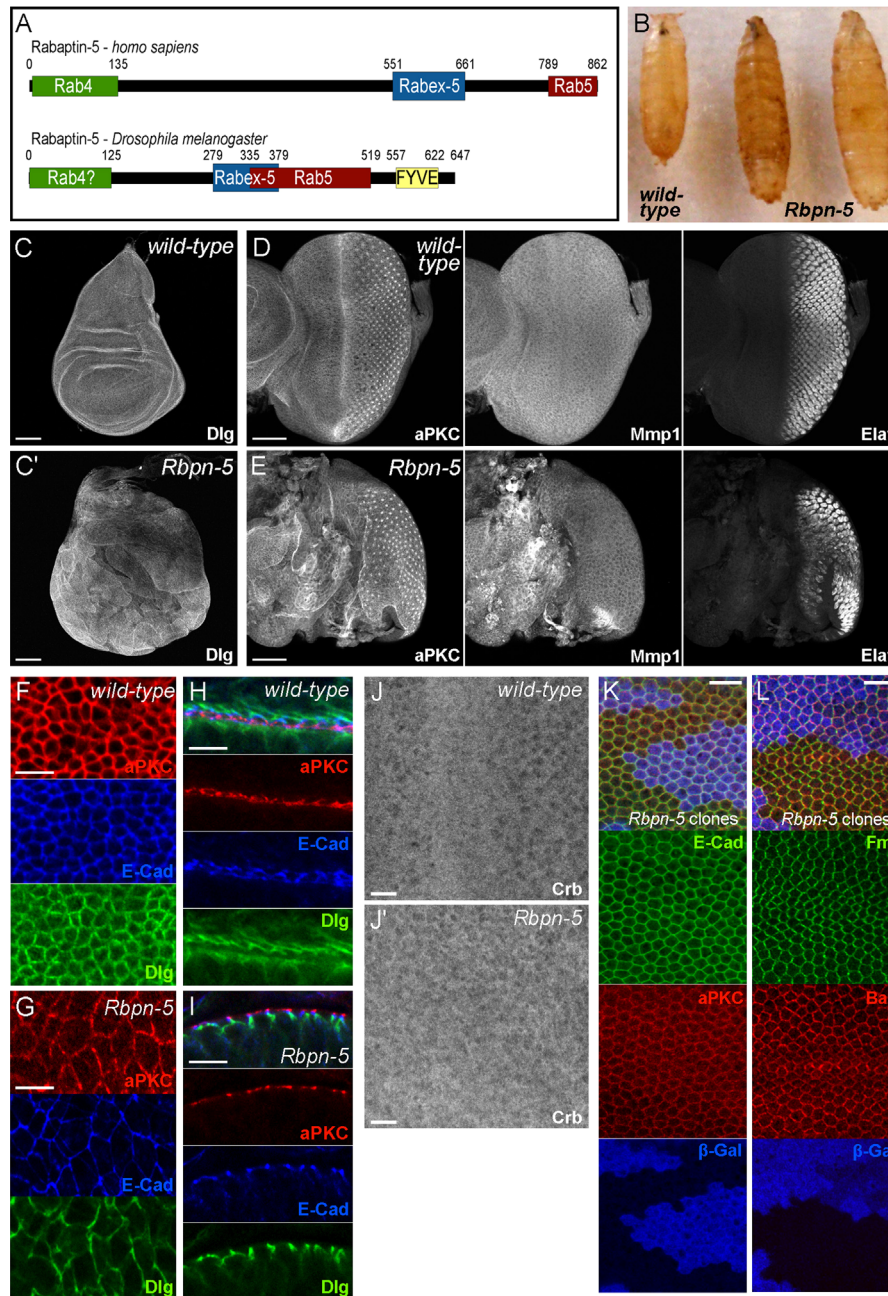 A
Rabaptin-5 - homo sapiens
0 135 551 661 789 862
Rab4 Rabex-5 Rab5
Rabaptin-5 - Drosophila melanogaster
0 125 279 335 379 519 557 622 647
Rab4? Rabex-5 Rab5 FYVE
B
wild-
type
Rbpn-5
C wild-type
Dlg
D wild-
type
aPKC
Mmp1
Ela
C' Rbpn-5
Dlg
E Rbpn-5
aPKC
Mmp1
Ela
F wild-type
aPKC
E-Cad
Dlg
G Rbpn-5
aPKC
E-Cad
Dlg
H wild-type
aPKC
E-Cad
Dlg
I
Rbpn-5
aPKC
E-Cad
Dlg
J wild-type
Crb
J' Rbpn-5
Crb
K
Rbpn-5 clones
E-Cad
aPKC
β-Gal
L
Rbpn-5 clones
Fm
Ba
β-Ga